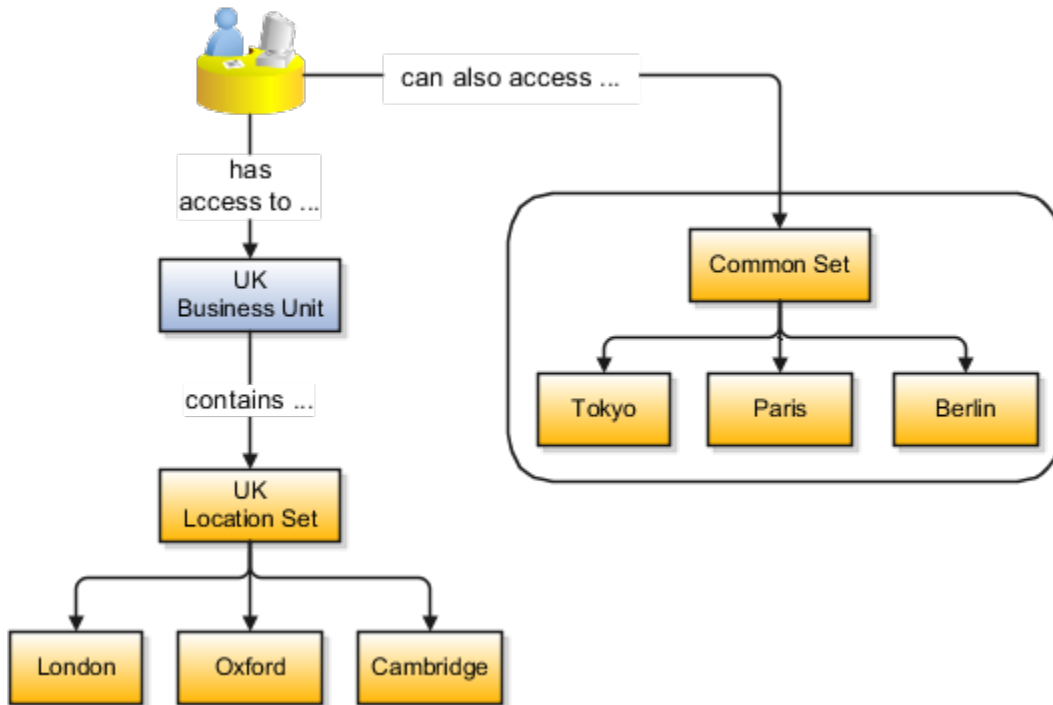 can also access ...
has
access to ...
UK
Business Unit
contains ...
UK
Location Set
London
Oxford
Cambridge
Common Set
Tokyo
Paris
Berlin